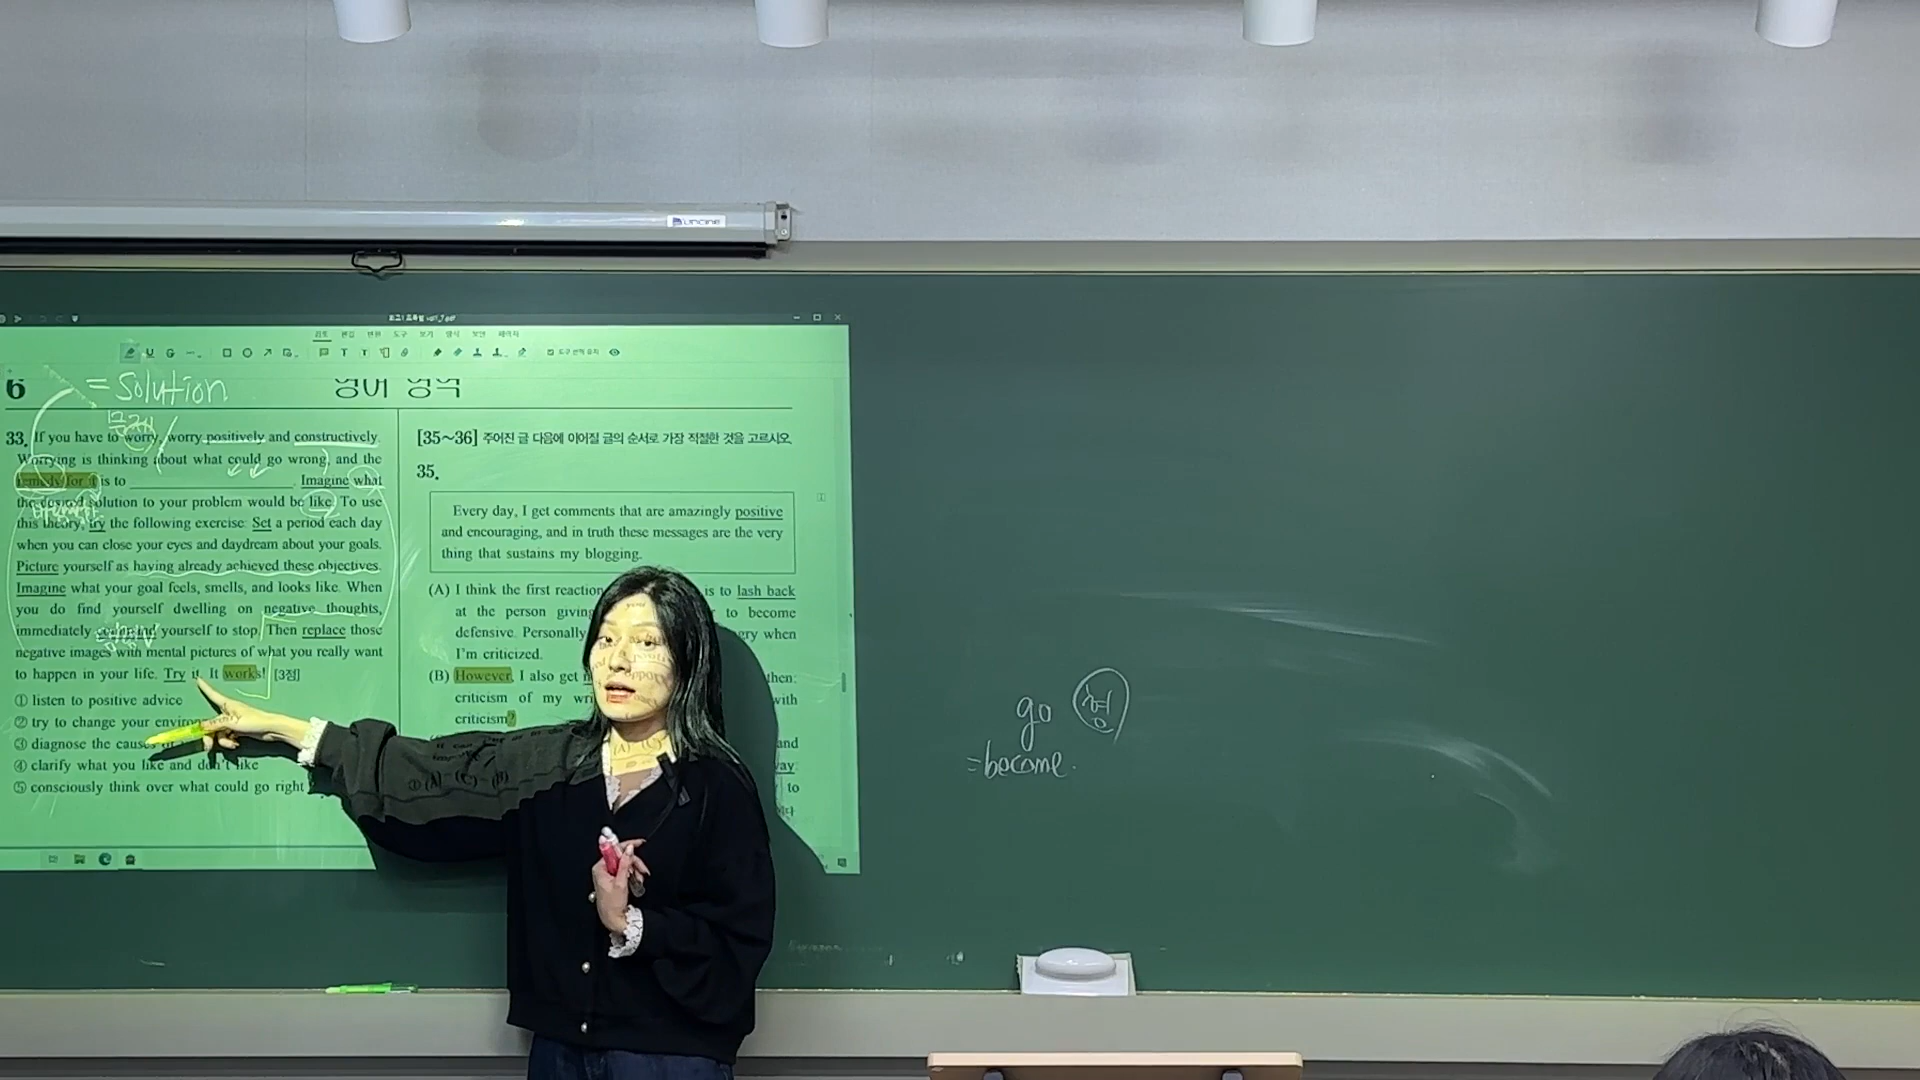 영어 영역
6
= Solution
문제
33. If you have to worry, worry positively and constructively.
Worrying is thinking about what could go wrong, and the
remedy for it is to ____________. Imagine what
the desired solution to your problem would be like. To use
this theory, try the following exercise: Set a period each day
when you can close your eyes and daydream about your goals.
Picture yourself as having already achieved these objectives.
Imagine what your goal feels, smells, and looks like. When
you do find yourself dwelling on negative thoughts,
immediately yourself to stop. Then replace those
negative images with mental pictures of what you really want
to happen in your life. Try it. It works! [3점]
① listen to positive advice
② try to change your
③ diagnose the causes of
④ clarify what you like and don't like
⑤ consciously think over what could go right
[35~36] 주어진 글 다음에 이어질 글의 순서로 가장 적절한 것을 고르시오.
35.
Every day, I get comments that are amazingly positive
and encouraging, and in truth these messages are the very
thing that sustains my blogging.
(A) I think the first reaction is to lash back
at the person to become
defensive. Personally when
I'm criticized.
(B) However, I also get then:
criticism of my with
criticism?
and
to
go 형
=become.